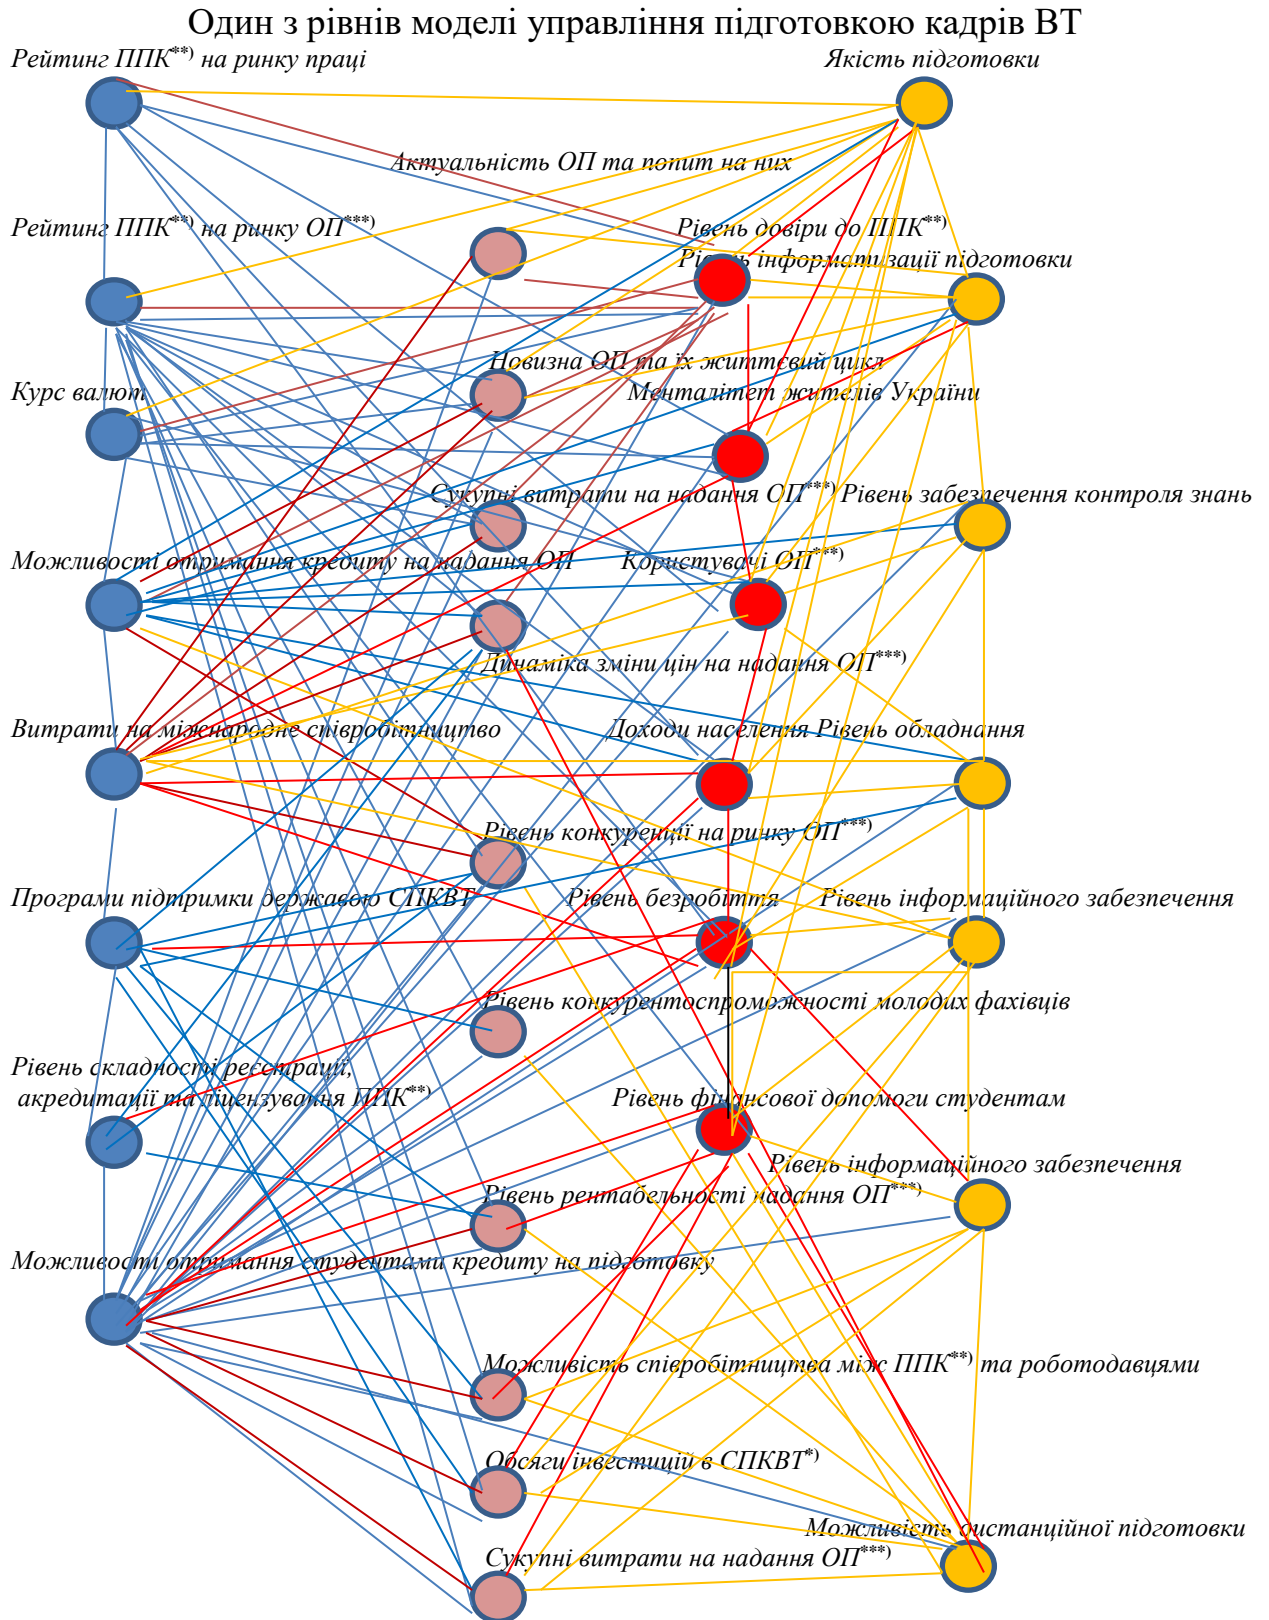 Один з рівнів моделі управління підготовкою кадрів ВТ
Рейтинг ППК**) на ринку праці
Якість підготовки
Актуальність ОП та попит на них
Рейтинг ППК**) на ринку ОП***)
Рівень довіри до ППК**)
Рівень інформатизації підготовки
Новизна ОП та їх життєвий цикл
Курс валют
Менталітет жителів України
Сукупні витрати на надання ОП***)
Рівень забезпечення контроля знань
Можливості отримання кредиту на надання ОП
Користувачі ОП***)
Динаміка зміни цін на надання ОП***)
Витрати на міжнародне співробітництво
Доходи населення
Рівень обладнання
Рівень конкуренції на ринку ОП***)
Програми підтримки державою СПКВТ
Рівень безробіття
Рівень інформаційного забезпечення
Рівень конкурентоспроможності молодих фахівців
Рівень складності реєстрації,
акредитації та ліцензування ППК**)
Рівень фінансової допомоги студентам
Рівень інформаційного забезпечення
Рівень рентабельності надання ОП***)
Можливості отримання студентами кредиту на підготовку
Можливість співробітництва між ППК**) та роботодавцями
Обсяги інвестицій в СПКВТ*)
Можливість дистанційної підготовки
Сукупні витрати на надання ОП***)